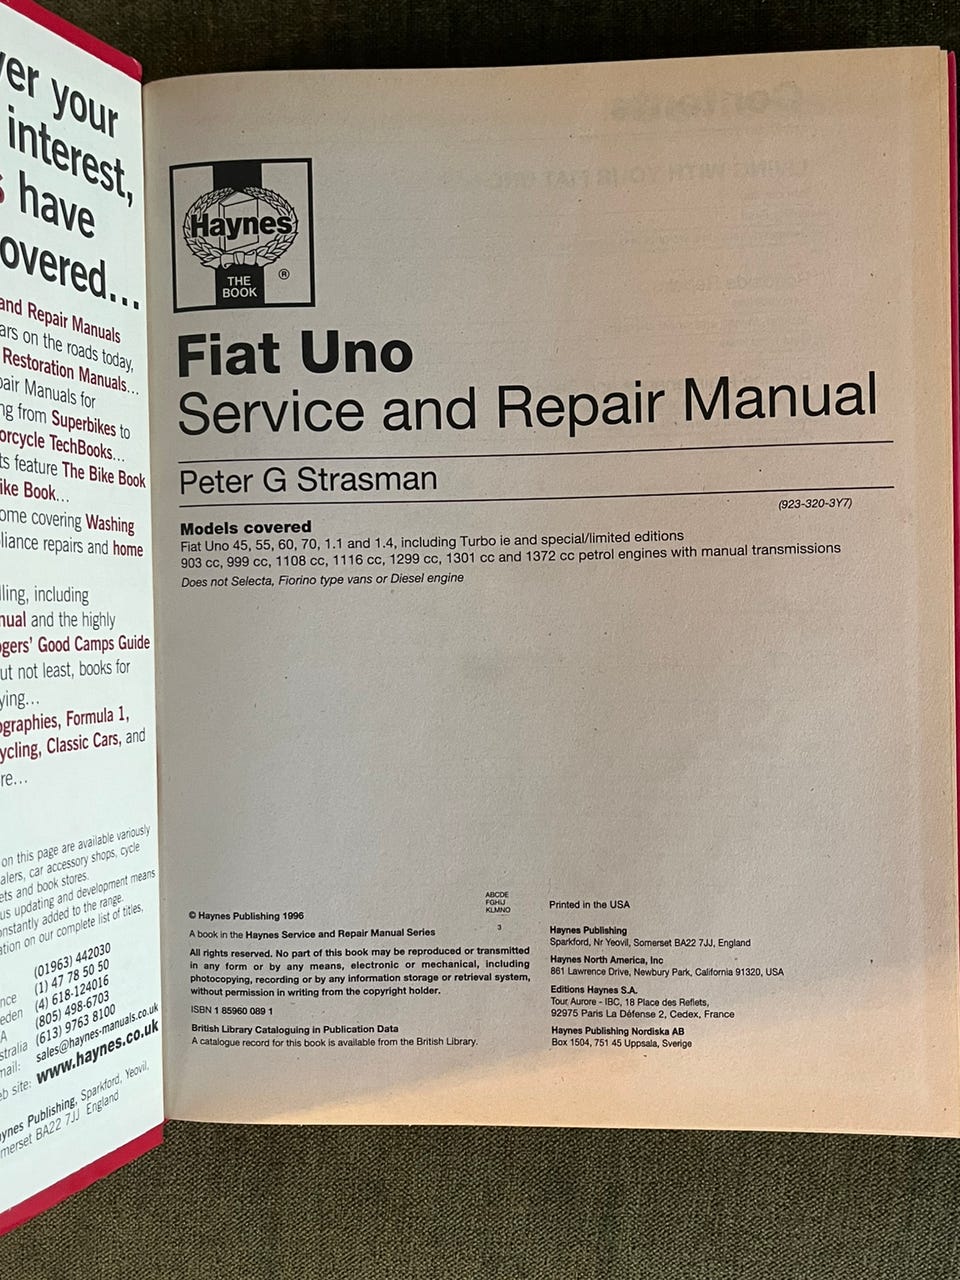 er your
interest,
have
overed...
and Repair Manuals
ars on the roads today,
Restoration Manuals...
pair Manuals for
ng from Superbikes to
orcycle TechBooks...
ts feature The Bike Book
ike Book...
ome covering Washing
liance repairs and home
lling, including
nual and the highly
gers' Good Camps Guide
ut not least, books for
ying...
ographies, Formula 1,
ycling, Classic Cars, and
re...
on this page are available variously
alers, car accessory shops, cycle
ets and book stores.
us updating and development means
onstantly added to the range.
ation on our complete list of titles,
(01963) 442030
nce (1) 47 78 50 50
eden (4) 618-124016
A (805) 498-6703
stralia (613) 9763 8100
mail: sales@haynes-manuals.co.uk
eb site: www.haynes.co.uk
ynes Publishing, Sparkford, Yeovil,
merset BA22 7JJ England
Haynes
®
THE
BOOK
Fiat Uno
Service and Repair Manual
Peter G Strasman
(923-320-3Y7)
Models covered
Fiat Uno 45, 55, 60, 70, 1.1 and 1.4, including Turbo ie and special/limited editions
903 cc, 999 cc, 1108 cc, 1116 cc, 1299 cc, 1301 cc and 1372 cc petrol engines with manual transmissions
Does not Selecta, Fiorino type vans or Diesel engine
© Haynes Publishing 1996
A book in the Haynes Service and Repair Manual Series
All rights reserved. No part of this book may be reproduced or transmitted
in any form or by any means, electronic or mechanical, including
photocopying, recording or by any information storage or retrieval system,
without permission in writing from the copyright holder.
ISBN 1 85960 089 1
British Library Cataloguing in Publication Data
A catalogue record for this book is available from the British Library.
ABCDE
FGHIJ
KLMNO
3
Printed in the USA
Haynes Publishing
Sparkford, Nr Yeovil, Somerset BA22 7JJ, England
Haynes North America, Inc
861 Lawrence Drive, Newbury Park, California 91320, USA
Editions Haynes S.A.
Tour Aurore - IBC, 18 Place des Reflets,
92975 Paris La Défense 2, Cedex, France
Haynes Publishing Nordiska AB
Box 1504, 751 45 Uppsala, Sverige